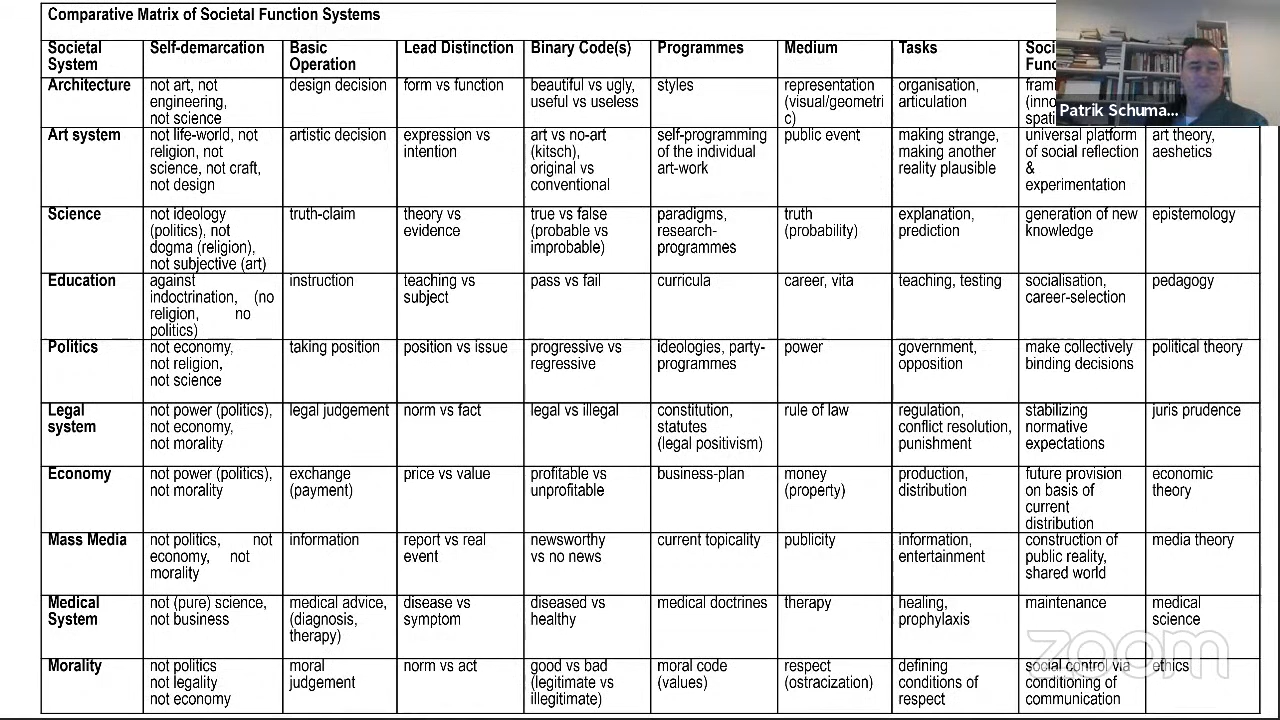 Comparative Matrix of Societal Function Systems
Societal System | Self-demarcation | Basic Operation | Lead Distinction | Binary Code(s) | Programmes | Medium | Tasks
Architecture | not art, not engineering, not science | design decision | form vs function | beautiful vs ugly, useful vs useless | styles | representation (visual/geometric) | organisation, articulation
Patrik Schuma...
Art system | not life-world, not religion, not science, not craft, not design | artistic decision | expression vs intention | art vs no-art (kitsch), original vs conventional | self-programming of the individual art-work | public event | making strange, making another reality plausible | universal platform of social reflection & experimentation | art theory, aeshetics
Science | not ideology (politics), not dogma (religion), not subjective (art) | truth-claim | theory vs evidence | true vs false (probable vs improbable) | paradigms, research-programmes | truth (probability) | explanation, prediction | generation of new knowledge | epistemology
Education | against indoctrination, (no religion, no politics) | instruction | teaching vs subject | pass vs fail | curricula | career, vita | teaching, testing | socialisation, career-selection | pedagogy
Politics | not economy, not religion, not science | taking position | position vs issue | progressive vs regressive | ideologies, party-programmes | power | government, opposition | make collectively binding decisions | political theory
Legal system | not power (politics), not economy, not morality | legal judgement | norm vs fact | legal vs illegal | constitution, statutes (legal positivism) | rule of law | regulation, conflict resolution, punishment | stabilizing normative expectations | juris prudence
Economy | not power (politics), not morality | exchange (payment) | price vs value | profitable vs unprofitable | business-plan | money (property) | production, distribution | future provision on basis of current distribution | economic theory
Mass Media | not politics, not economy, not morality | information | report vs real event | newsworthy vs no news | current topicality | publicity | information, entertainment | construction of public reality, shared world | media theory
Medical System | not (pure) science, not business | medical advice, (diagnosis, therapy) | disease vs symptom | diseased vs healthy | medical doctrines | therapy | healing, prophylaxis | maintenance | medical science
Morality | not politics not legality not economy | moral judgement | norm vs act | good vs bad (legitimate vs illegitimate) | moral code (values) | respect (ostracization) | defining conditions of respect | social control via conditioning of communication | ethics
zoom